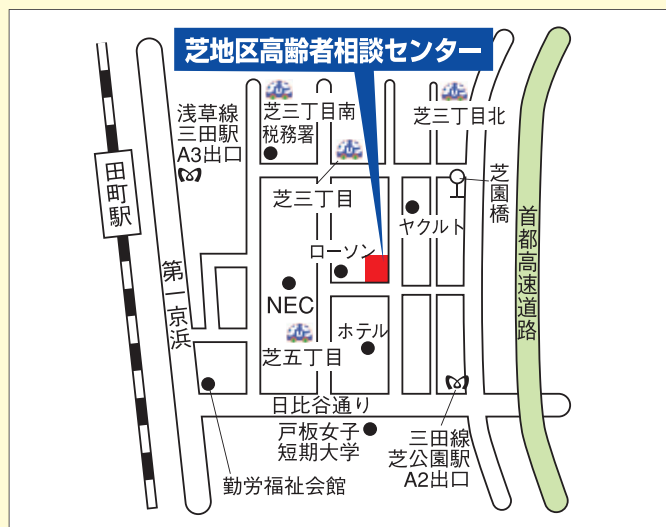 芝地区高齢者相談センター
浅草線
三田駅
A3出口
芝三丁目南
税務署
芝三丁目北
芝三丁目
芝園橋
田町駅
ヤクルト
首都高速道路
ローソン
第一京浜
NEC
ホテル
芝五丁目
日比谷通り
戸板女子
短期大学
三田線
芝公園駅
A2出口
勤労福祉会館